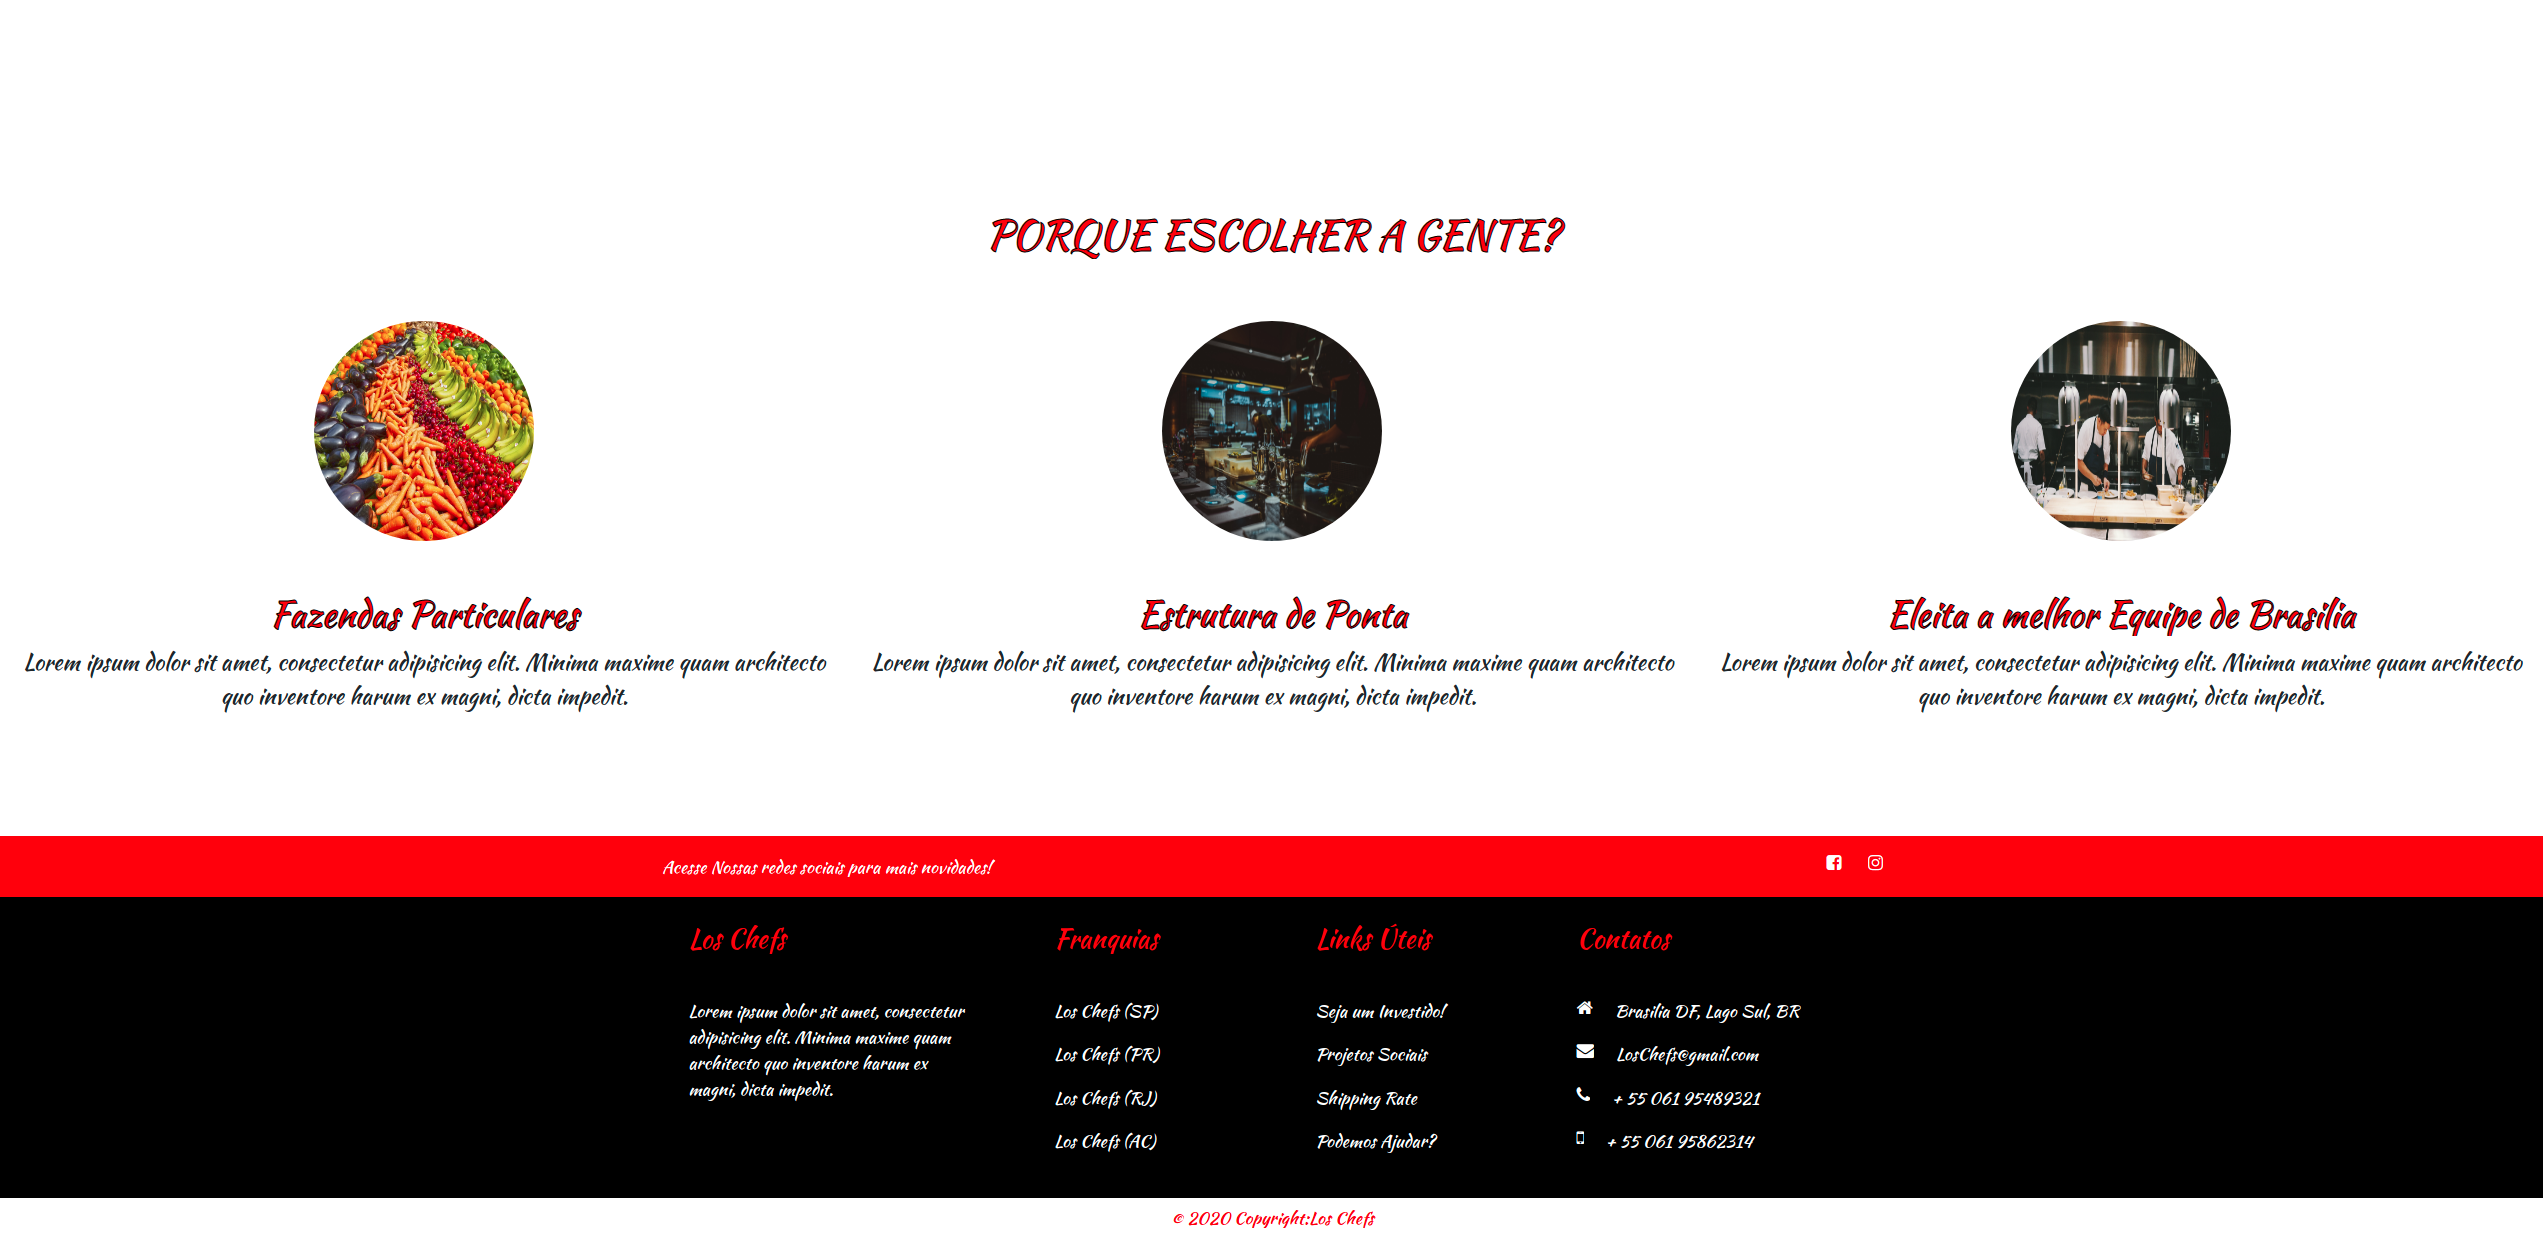 PORQUE ESCOLHER A GENTE?
Fazendas Particulares
Lorem ipsum dolor sit amet, consectetur adipisicing elit. Minima maxime quam architecto
quo inventore harum ex magni, dicta impedit.
Estrutura de Ponta
Lorem ipsum dolor sit amet, consectetur adipisicing elit. Minima maxime quam architecto
quo inventore harum ex magni, dicta impedit.
Eleita a melhor Equipe de Brasilia
Lorem ipsum dolor sit amet, consectetur adipisicing elit. Minima maxime quam architecto
quo inventore harum ex magni, dicta impedit.
Acesse Nossas redes sociais para mais novidades!
Los Chefs
Lorem ipsum dolor sit amet, consectetur
adipisicing elit. Minima maxime quam
architecto quo inventore harum ex
magni, dicta impedit.
Franquias
Los Chefs (SP)
Los Chefs (PR)
Los Chefs (RJ)
Los Chefs (AC)
Links Úteis
Seja um Investido!
Projetos Sociais
Shipping Rate
Podemos Ajudar?
Contatos
Brasilia DF, Lago Sul, BR
LosChefs@gmail.com
+ 55 061 95489321
+ 55 061 95862314
© 2020 Copyright:Los Chefs